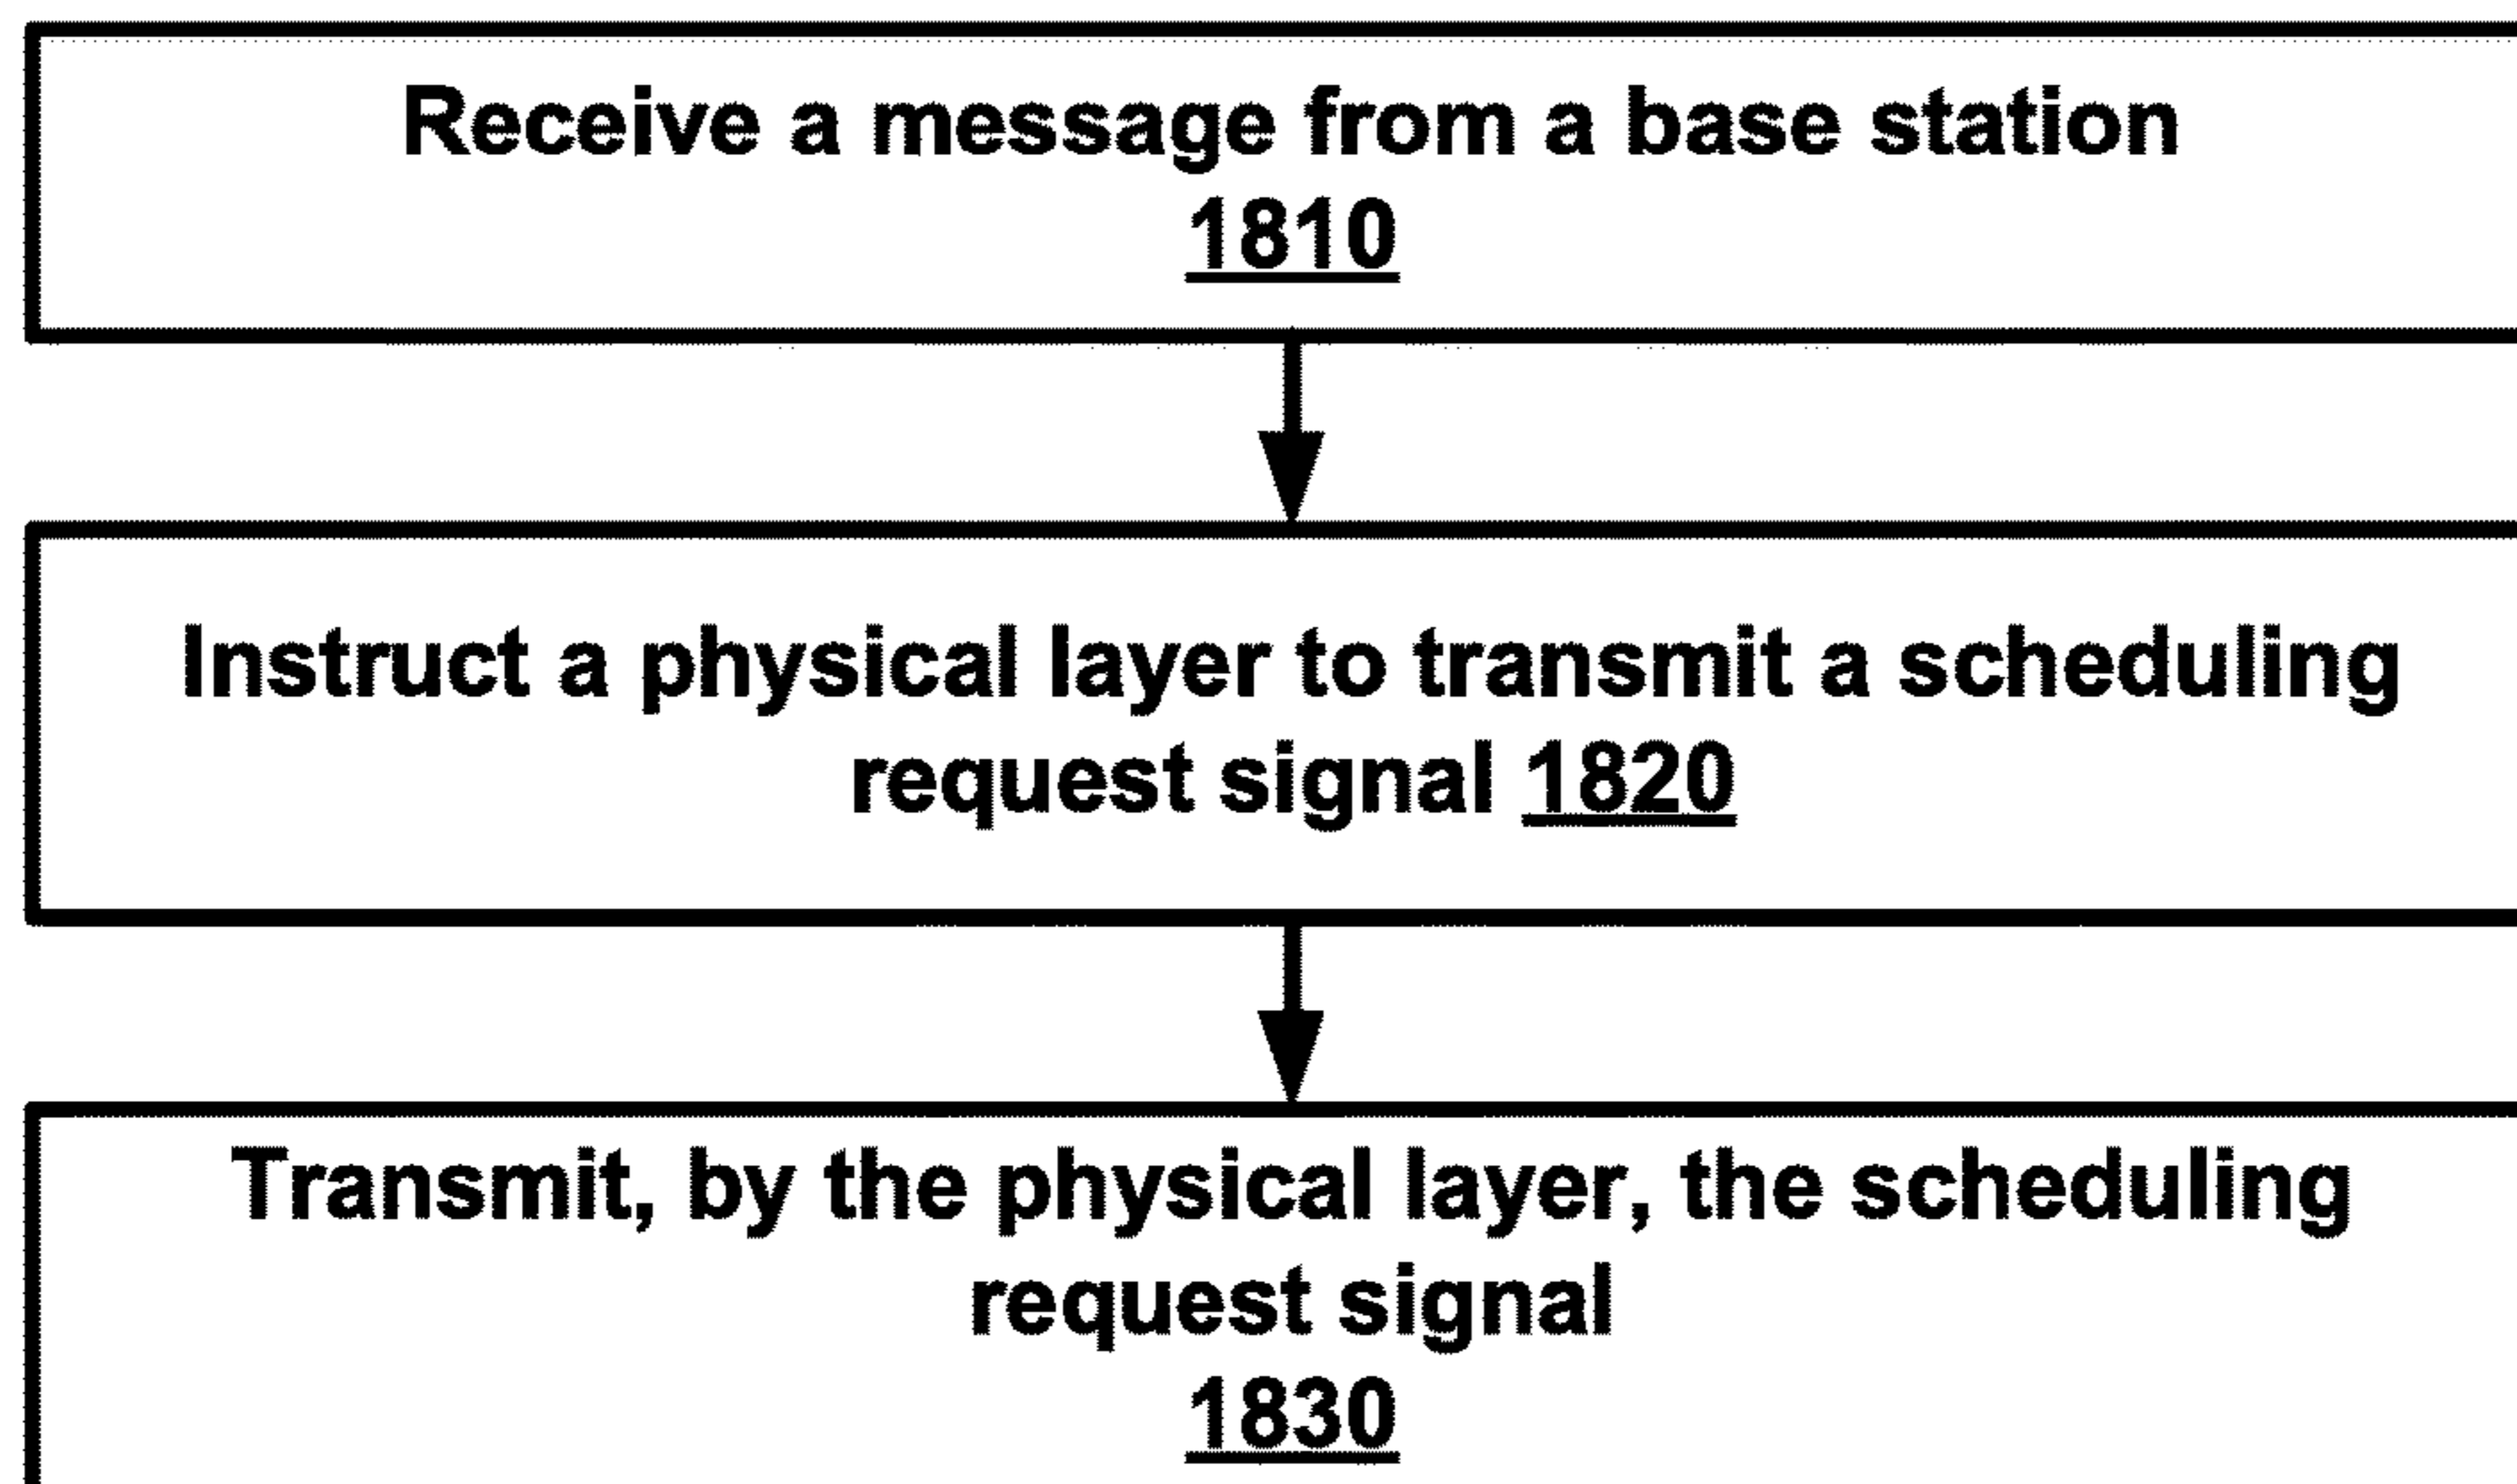 Receive a message from a base station
1810
Instruct a physical layer to transmit a scheduling
request signal 1820
Transmit, by the physical layer, the scheduling
request signal
1830